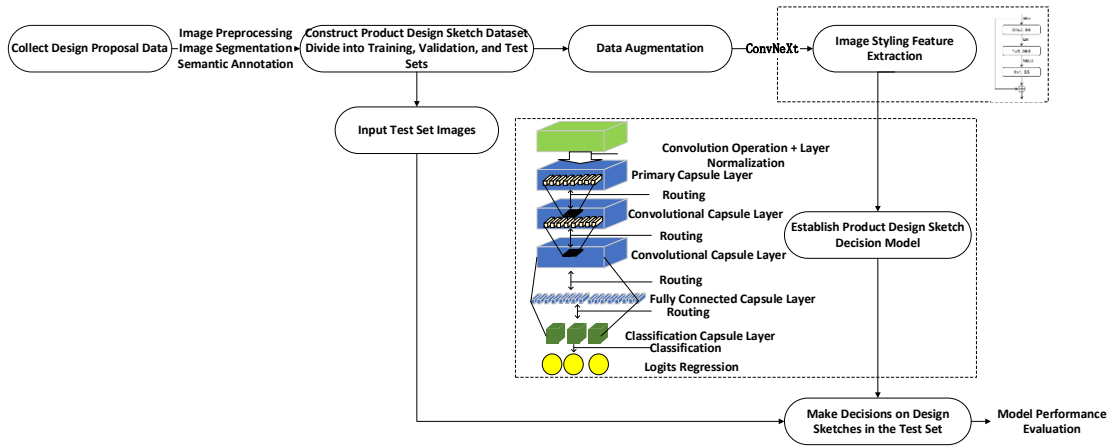 Collect Design Proposal Data
Image Preprocessing
Image Segmentation
Semantic Annotation
Construct Product Design Sketch Dataset
Divide into Training, Validation, and Test
Sets
Data Augmentation
ConvNeXt
Image Styling Feature
Extraction
Input Test Set Images
Convolution Operation + Layer
Normalization
Primary Capsule Layer
Routing
Convolutional Capsule Layer
Routing
Convolutional Capsule Layer
Routing
Fully Connected Capsule Layer
Routing
Classification Capsule Layer
Classification
Logits Regression
Establish Product Design Sketch
Decision Model
Make Decisions on Design
Sketches in the Test Set
Model Performance
Evaluation